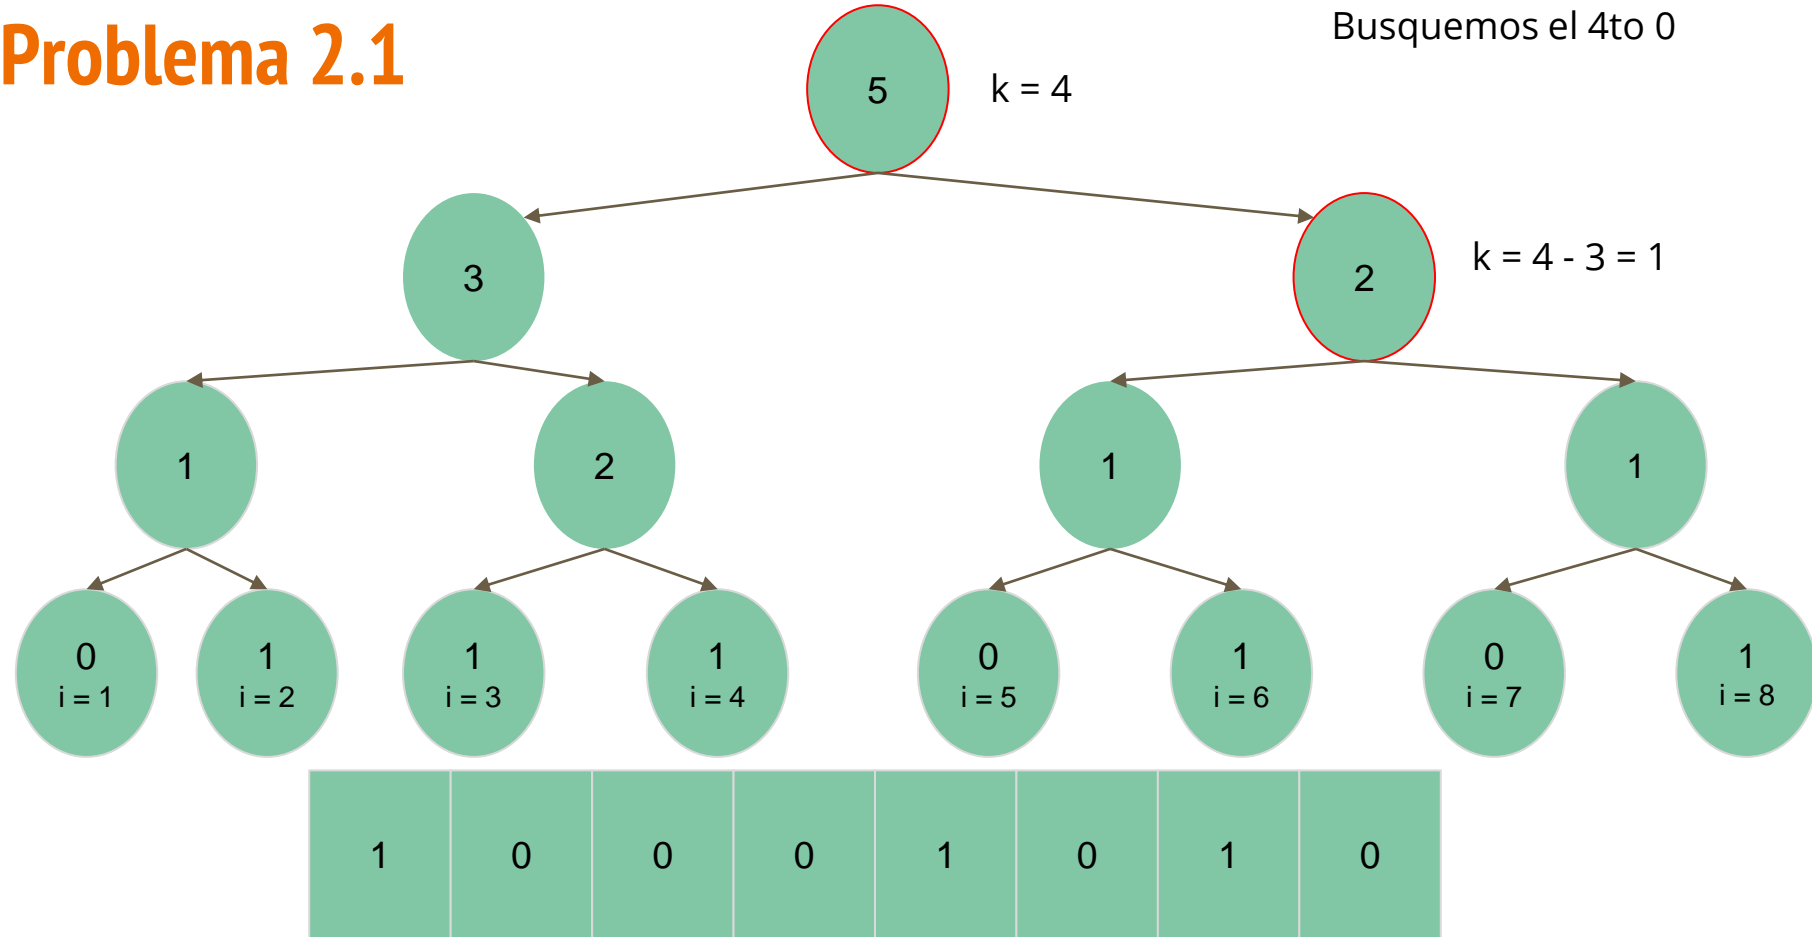 Problema 2.1
Busquemos el 4to 0
5
k = 4
3
2
k = 4 - 3 = 1
1
2
1
1
0
i = 1
1
i = 2
1
i = 3
1
i = 4
0
i = 5
1
i = 6
0
i = 7
1
i = 8
1 0 0 0 1 0 1 0